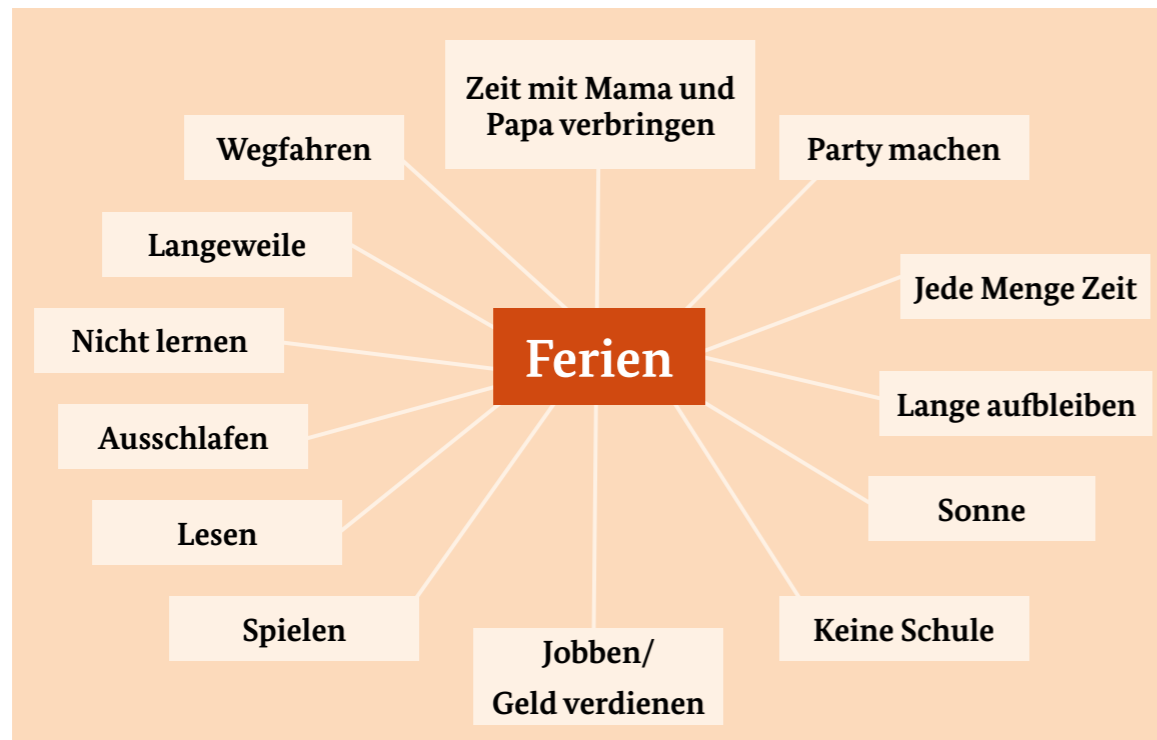 Zeit mit Mama und
Papa verbringen
Wegfahren
Party machen
Langeweile
Jede Menge Zeit
Nicht lernen
Ferien
Lange aufbleiben
Ausschlafen
Sonne
Lesen
Spielen
Keine Schule
Jobben/
Geld verdienen